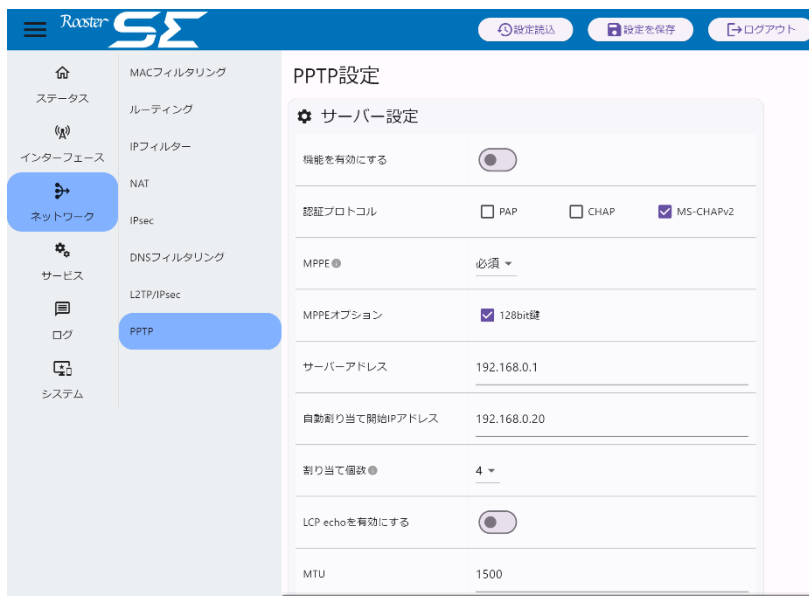 Rooster SE
設定読込
設定を保存
ログアウト
ステータス
インターフェース
ネットワーク
サービス
ログ
システム
MACフィルタリング
ルーティング
IPフィルター
NAT
IPsec
DNSフィルタリング
L2TP/IPsec
PPTP
PPTP設定
サーバー設定
機能を有効にする
認証プロトコル PAP CHAP MS-CHAPv2
MPPE 必須
MPPEオプション 128bit鍵
サーバーアドレス 192.168.0.1
自動割り当て開始IPアドレス 192.168.0.20
割り当て個数 4
LCP echoを有効にする
MTU 1500